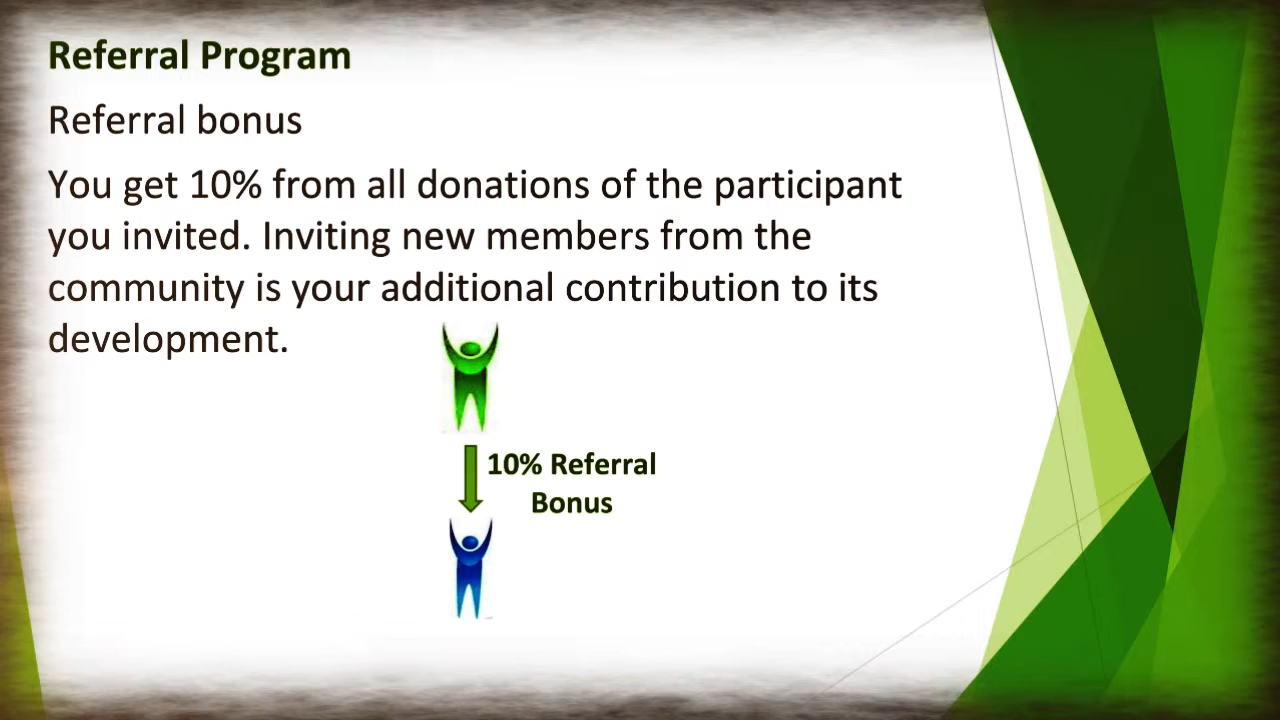 Referral Program
Referral bonus
You get 10% from all donations of the participant
you invited. Inviting new members from the
community is your additional contribution to its
development.
10% Referral
Bonus